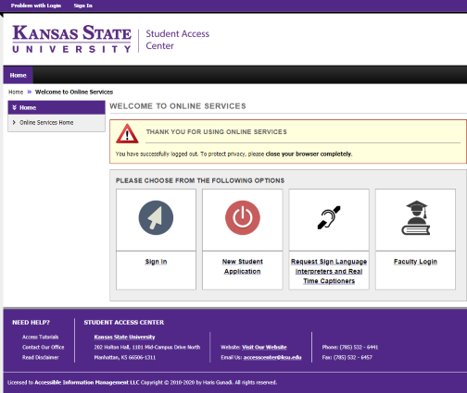 Problem with Login Sign In
KANSAS STATE
UNIVERSITY
Student Access
Center
Home
Home » Welcome to Online Services
Home
Online Services Home
WELCOME TO ONLINE SERVICES
THANK YOU FOR USING ONLINE SERVICES
You have successfully logged out. To protect privacy, please close your browser completely.
PLEASE CHOOSE FROM THE FOLLOWING OPTIONS
Sign In
New Student
Application
Request Sign Language
Interpreters and Real
Time Captioners
Faculty Login
NEED HELP?
Access Tutorials
Contact Our Office
Read Disclaimer
STUDENT ACCESS CENTER
Kansas State University
202 Holton Hall, 1101 Mid-Campus Drive North
Manhattan, KS 66506-1311
Website: Visit Our Website
Email Us: accesscenter@ksu.edu
Phone: (785) 532 - 6441
Fax: (785) 532 - 6457
Licensed to Accessible Information Management LLC Copyright © 2010-2020 by Haris Gunadi. All rights reserved.